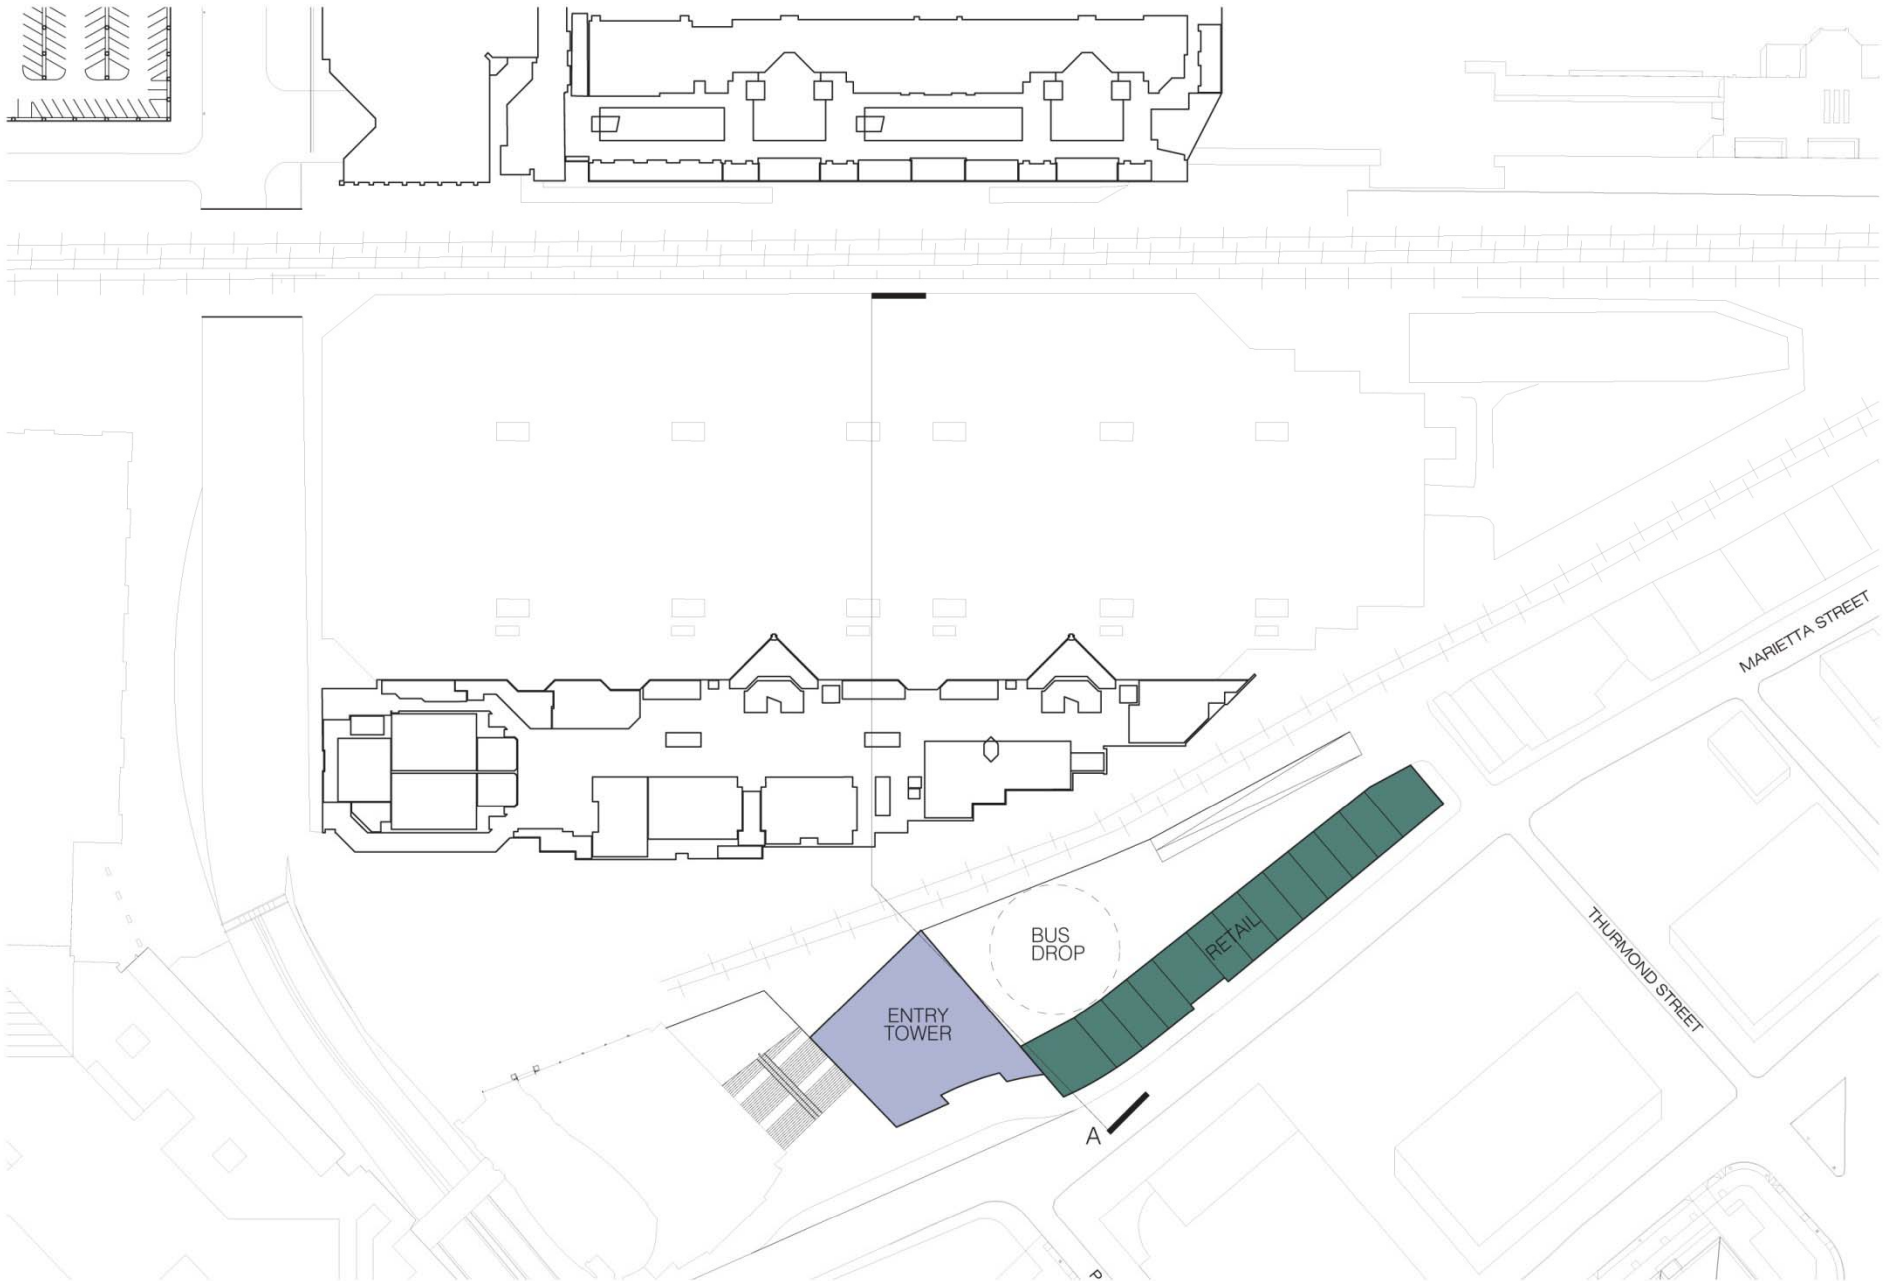 MARIETTA STREET
RETAIL
BUS
DROP
THURMOND STREET
ENTRY
TOWER
A
P